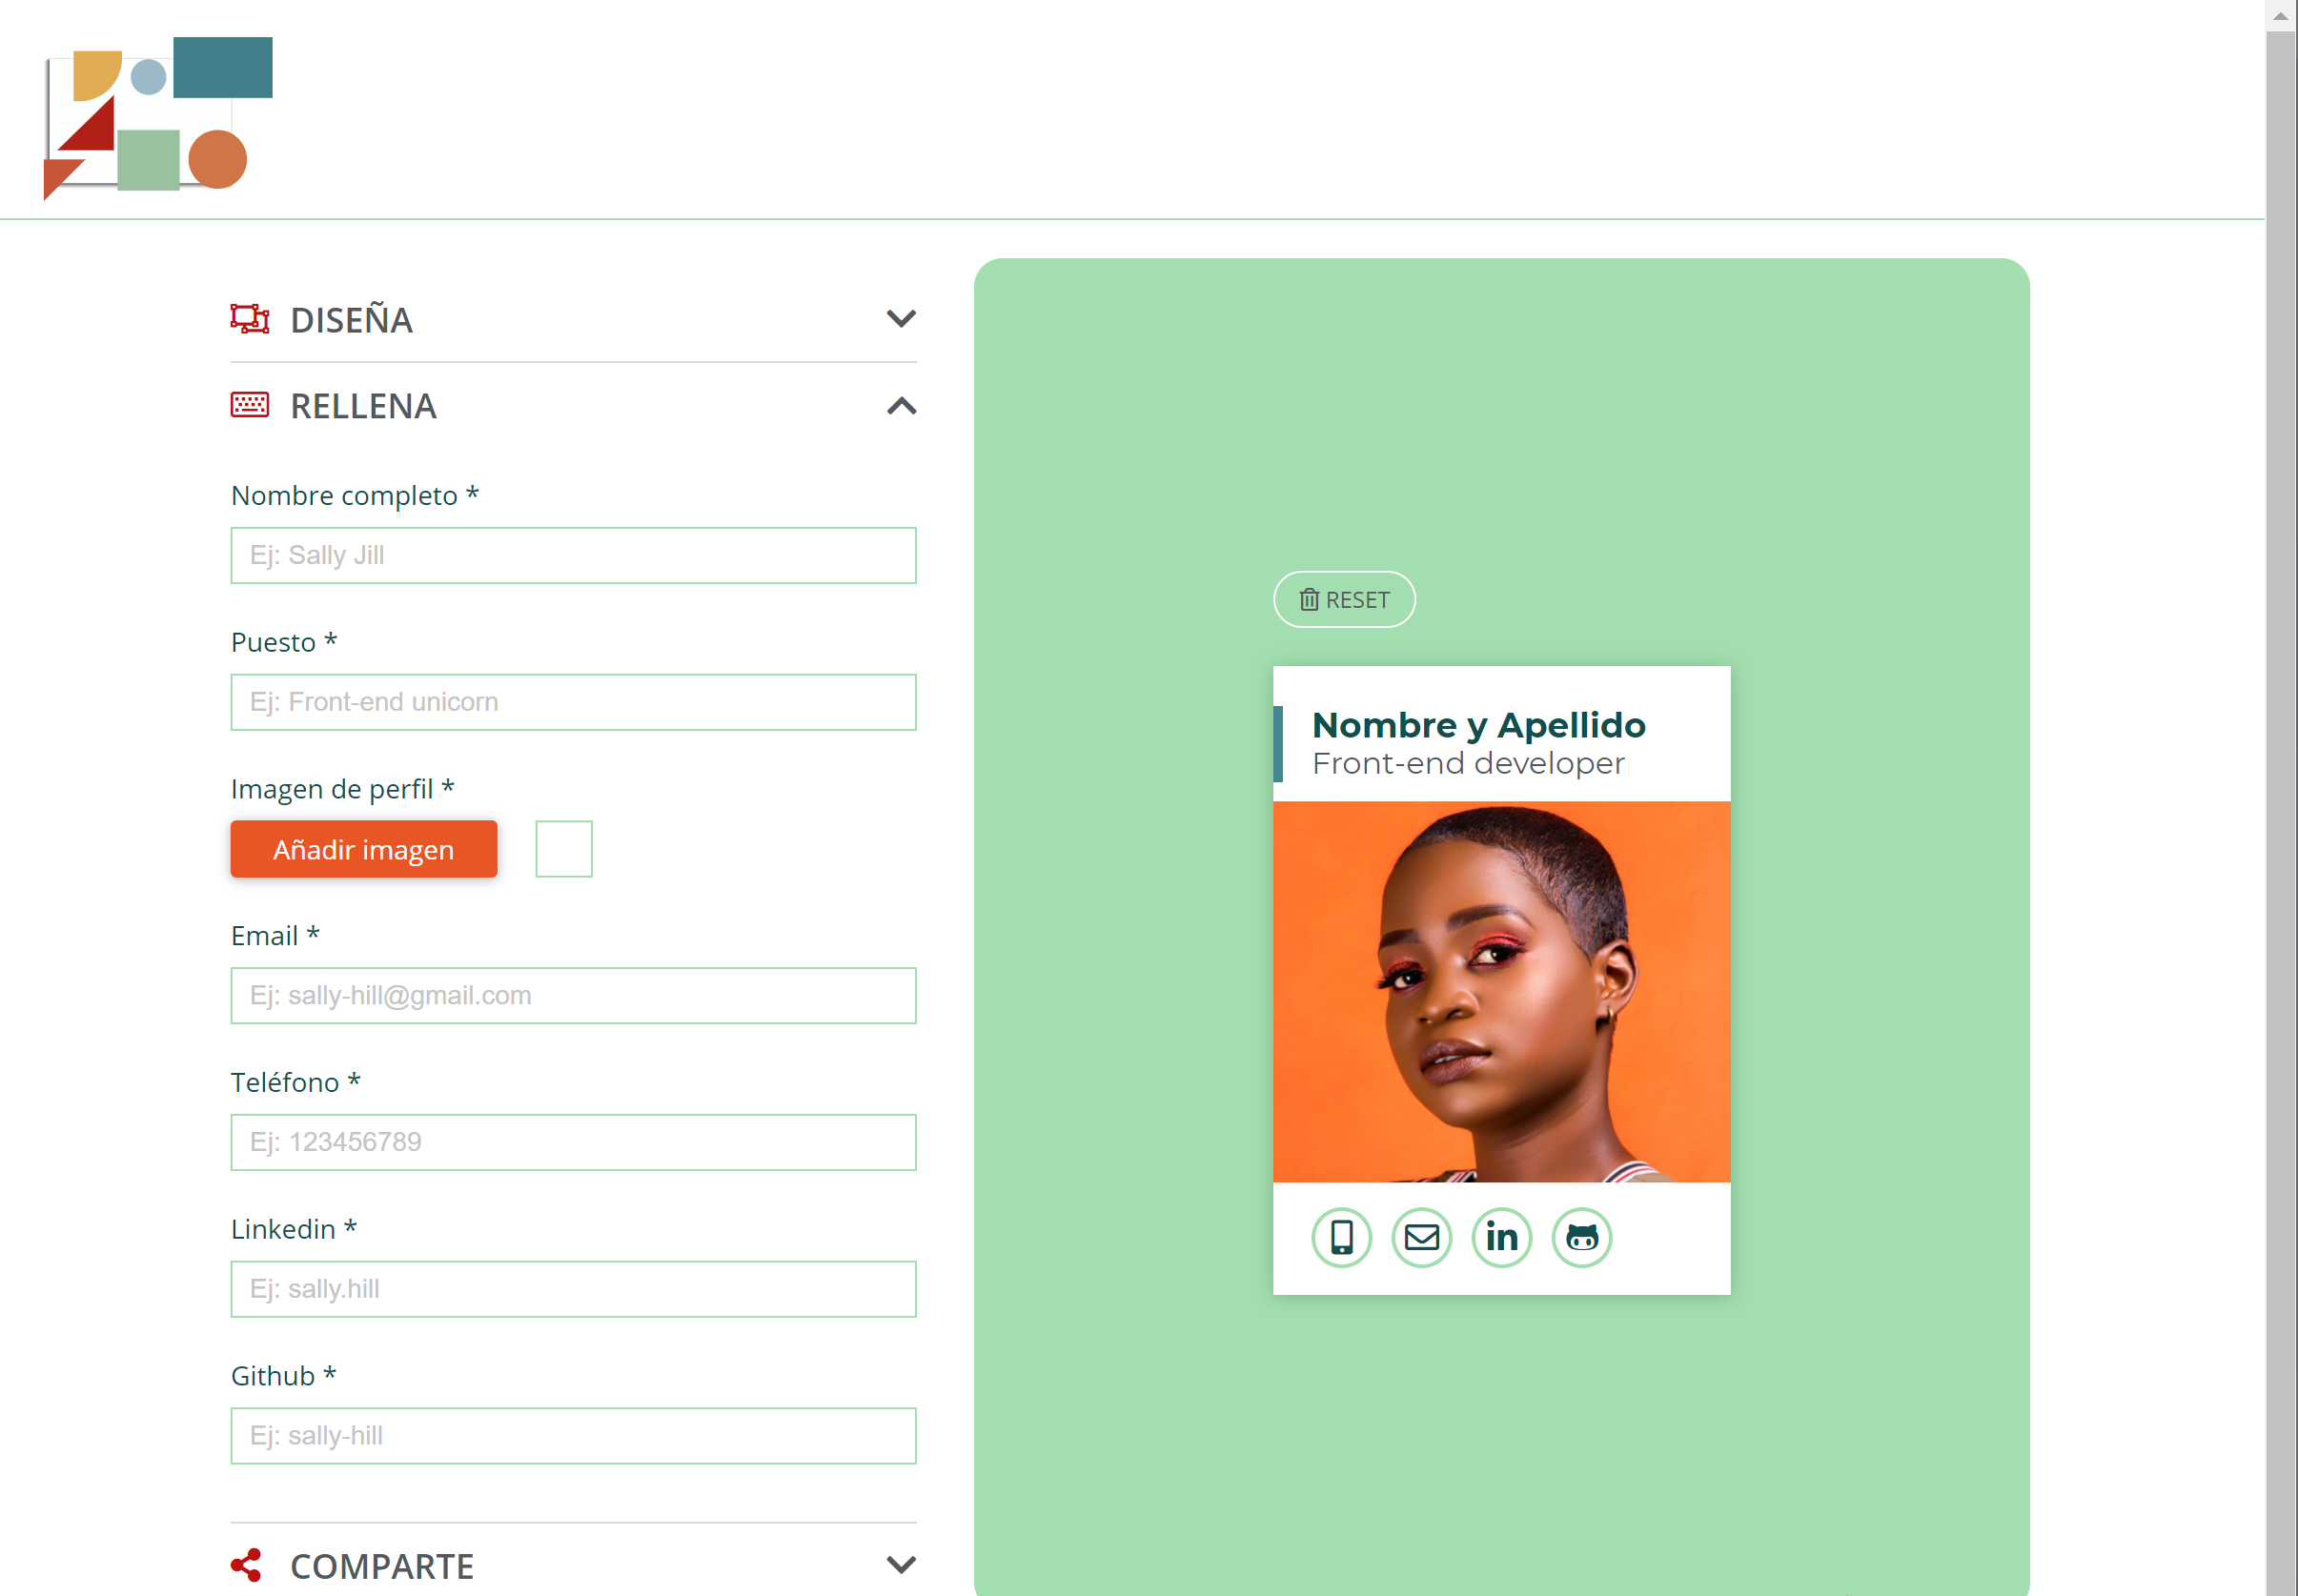 DISEÑA
RELLENA
Nombre completo *
Ej: Sally Jill
Puesto *
Ej: Front-end unicorn
Imagen de perfil *
Añadir imagen
Email *
Ej: sally-hill@gmail.com
Teléfono *
Ej: 123456789
Linkedin *
Ej: sally.hill
Github *
Ej: sally-hill
COMPARTE
RESET
Nombre y Apellido
Front-end developer
in